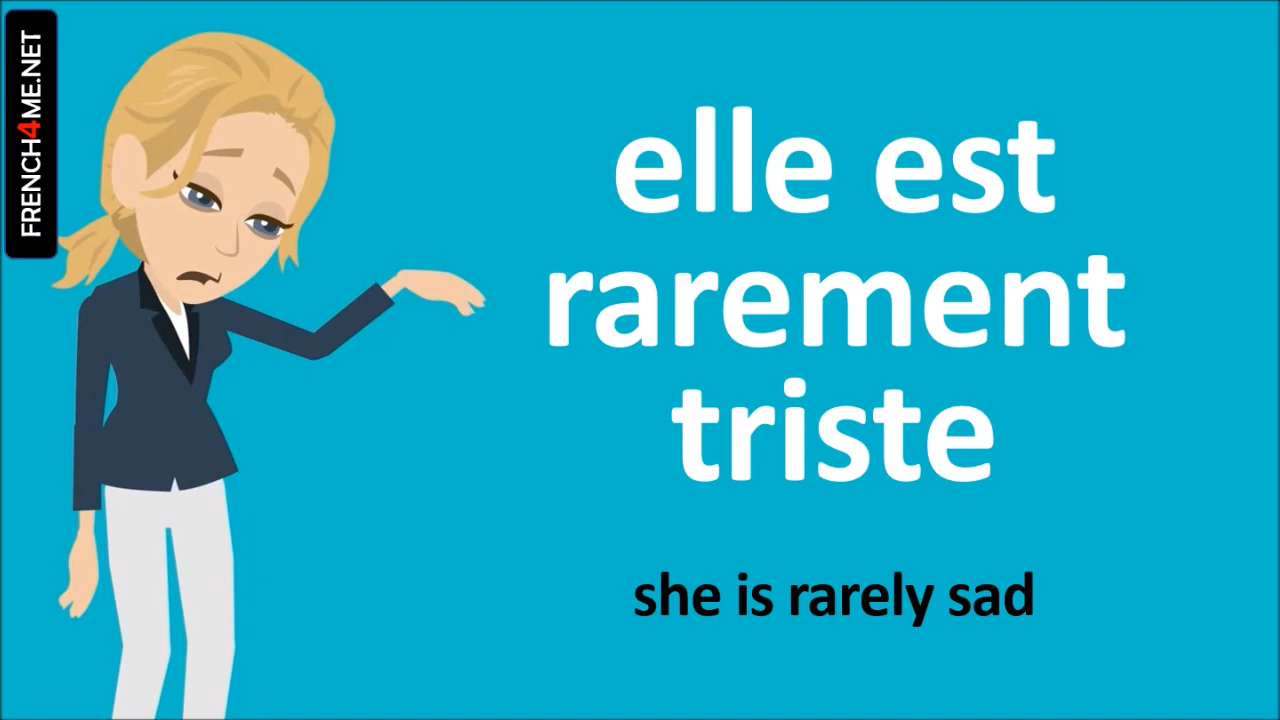 FRENCH4ME.NET
elle est
rarement
triste
she is rarely sad